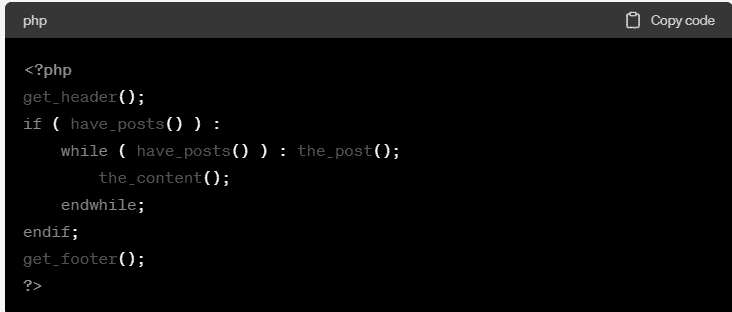 php
Copy code
<?php
get_header();
if ( have_posts() ) :
    while ( have_posts() ) : the_post();
        the_content();
    endwhile;
endif;
get_footer();
?>